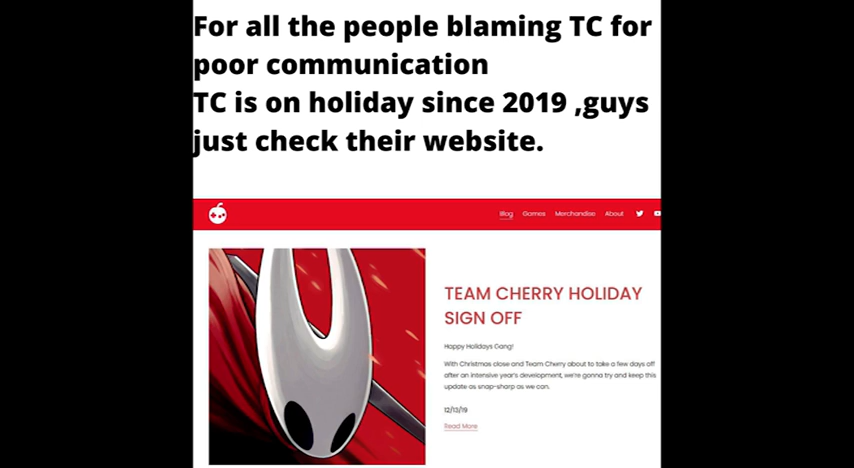 For all the people blaming TC for
poor communication
TC is on holiday since 2019 ,guys
just check their website.
Blog Games Merchandise About
TEAM CHERRY HOLIDAY
SIGN OFF
Happy Holidays Gang!
With Christmas close and Team Cherry about to take a few days off
after an intensive year's development, we're gonna try and keep this
update as snap-sharp as we can.
12/13/19
Read More